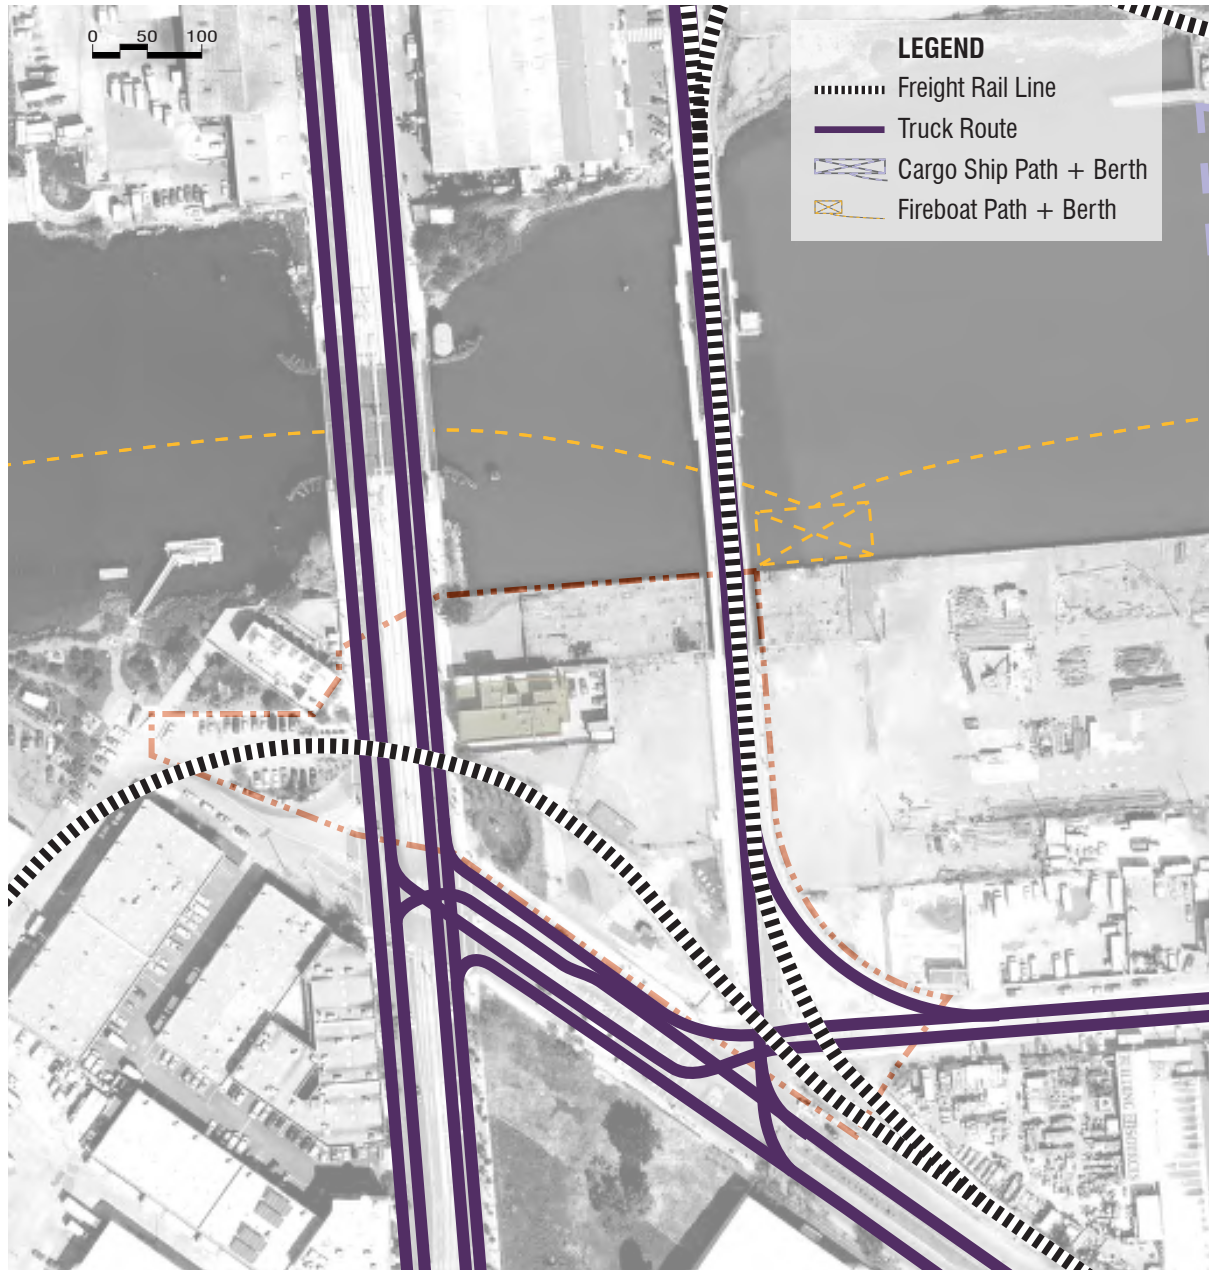 0 50 100
LEGEND
Freight Rail Line
Truck Route
Cargo Ship Path + Berth
Fireboat Path + Berth